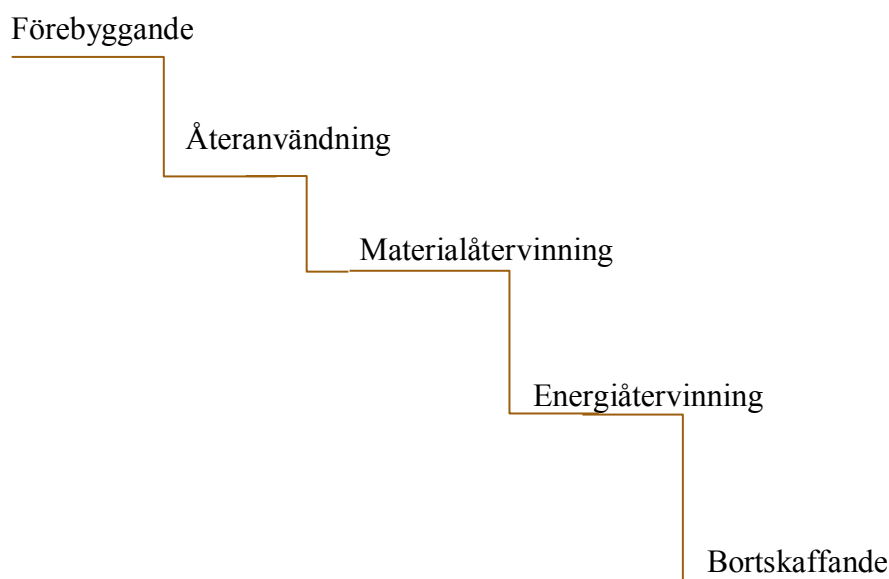 Förebyggande
Återanvändning
Materialåtervinning
Energiåtervinning
Bortskaffande